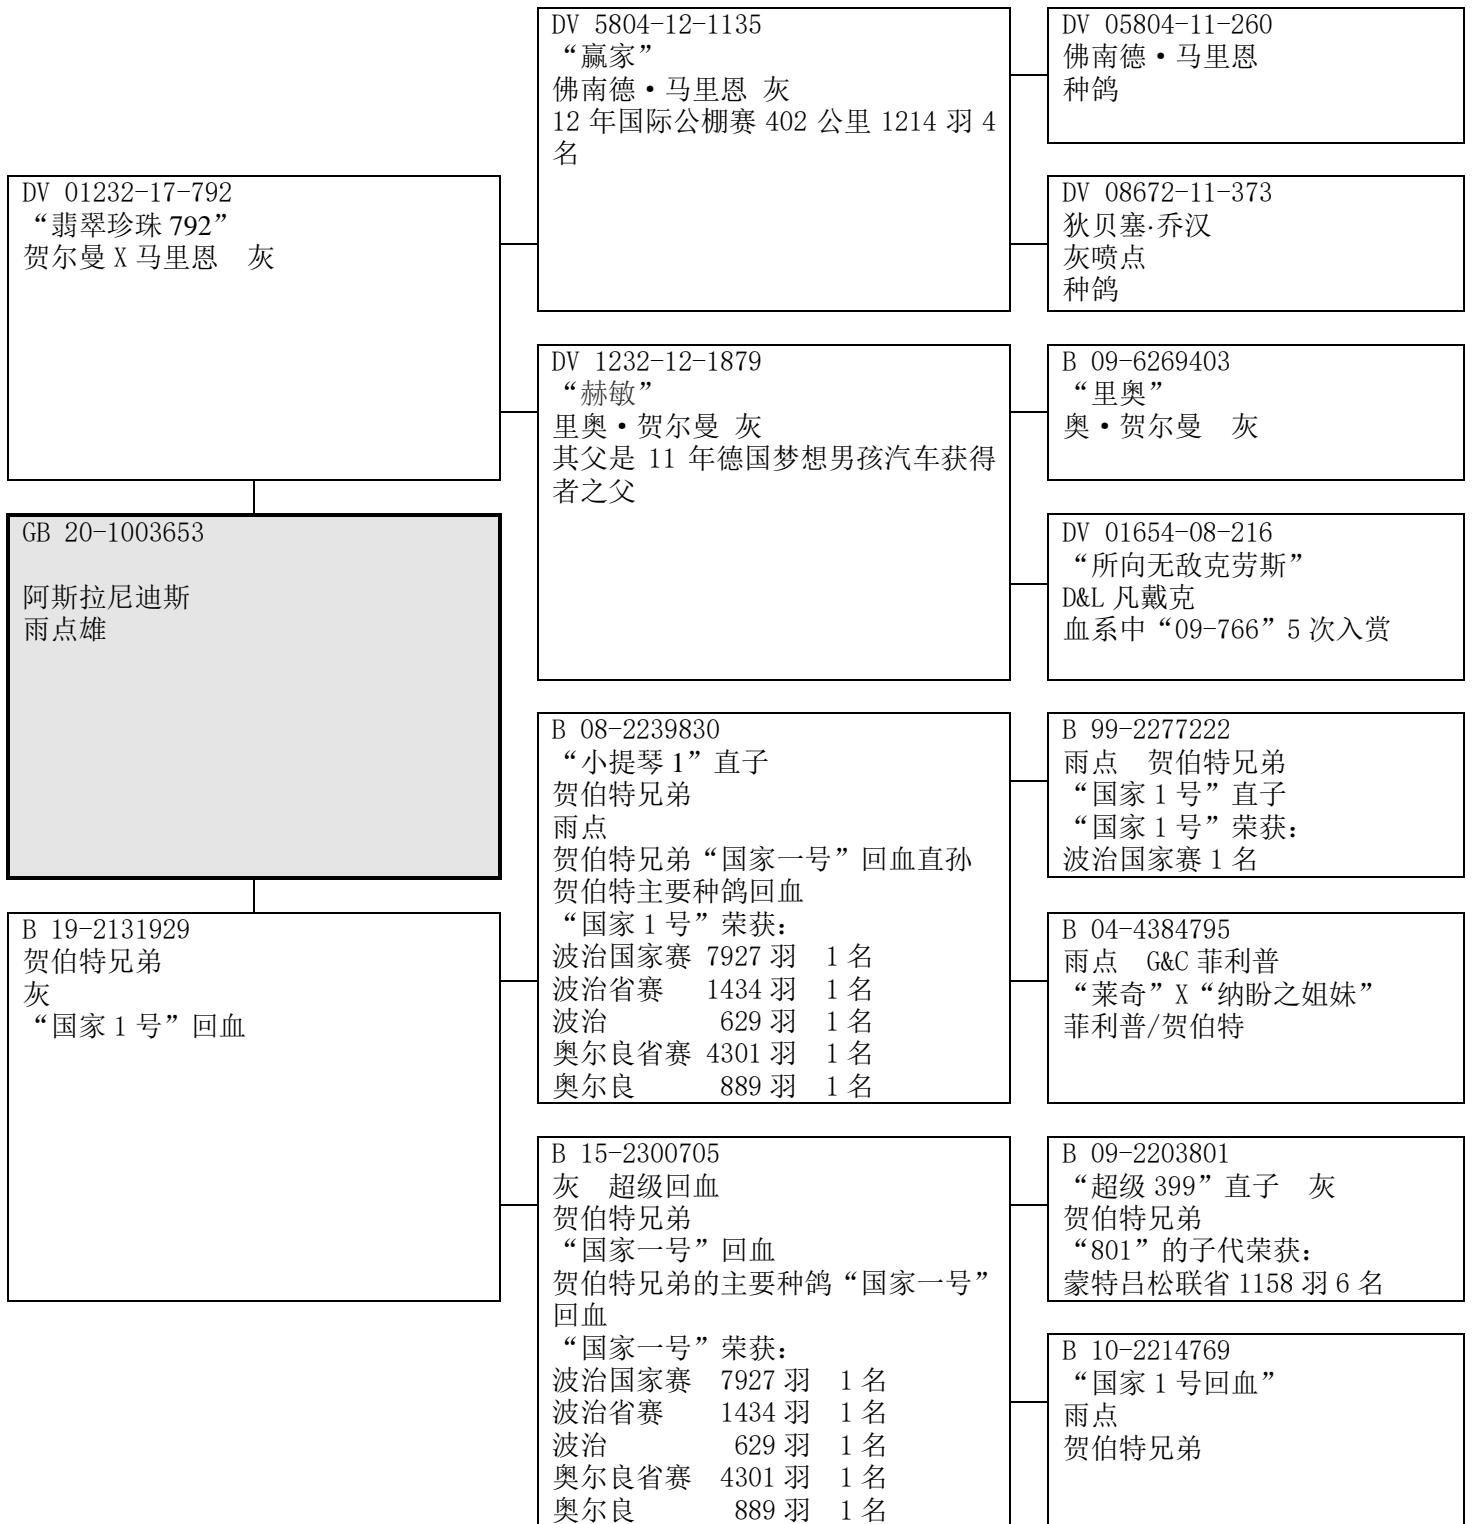 DV 01232-17-792
“翡翠珍珠 792”
贺尔曼 X 马里恩　灰
GB 20-1003653
阿斯拉尼迪斯
雨点雄
B 19-2131929
贺伯特兄弟
灰
“国家 1 号”回血
DV 5804-12-1135
“赢家”
佛南德·马里恩 灰
12 年国际公棚赛 402 公里 1214 羽 4
名
DV 1232-12-1879
“赫敏”
里奥·贺尔曼 灰
其父是 11 年德国梦想男孩汽车获得
者之父
B 08-2239830
“小提琴 1”直子
贺伯特兄弟
雨点
贺伯特兄弟“国家一号”回血直孙
贺伯特主要种鸽回血
“国家 1 号”荣获：
波治国家赛 7927 羽　1 名
波治省赛　1434 羽　1 名
波治　629 羽　1 名
奥尔良省赛 4301 羽　1 名
奥尔良　889 羽　1 名
B 15-2300705
灰　超级回血
贺伯特兄弟
“国家一号”回血
贺伯特兄弟的主要种鸽“国家一号”
回血
“国家一号”荣获：
波治国家赛　7927 羽　1 名
波治省赛　1434 羽　1 名
波治　629 羽　1 名
奥尔良省赛　4301 羽　1 名
奥尔良　889 羽　1 名
DV 05804-11-260
佛南德·马里恩
种鸽
DV 08672-11-373
狄贝塞·乔汉
灰喷点
种鸽
B 09-6269403
“里奥”
奥·贺尔曼　灰
DV 01654-08-216
“所向无敌克劳斯”
D&L 凡戴克
血系中“09-766”5 次入赏
B 99-2277222
雨点　贺伯特兄弟
“国家 1 号”直子
“国家 1 号”荣获：
波治国家赛 1 名
B 04-4384795
雨点　G&C 菲利普
“莱奇”X“纳盼之姐妹”
菲利普/贺伯特
B 09-2203801
“超级 399”直子　灰
贺伯特兄弟
“801”的子代荣获：
蒙特吕松联省 1158 羽 6 名
B 10-2214769
“国家 1 号回血”
雨点
贺伯特兄弟